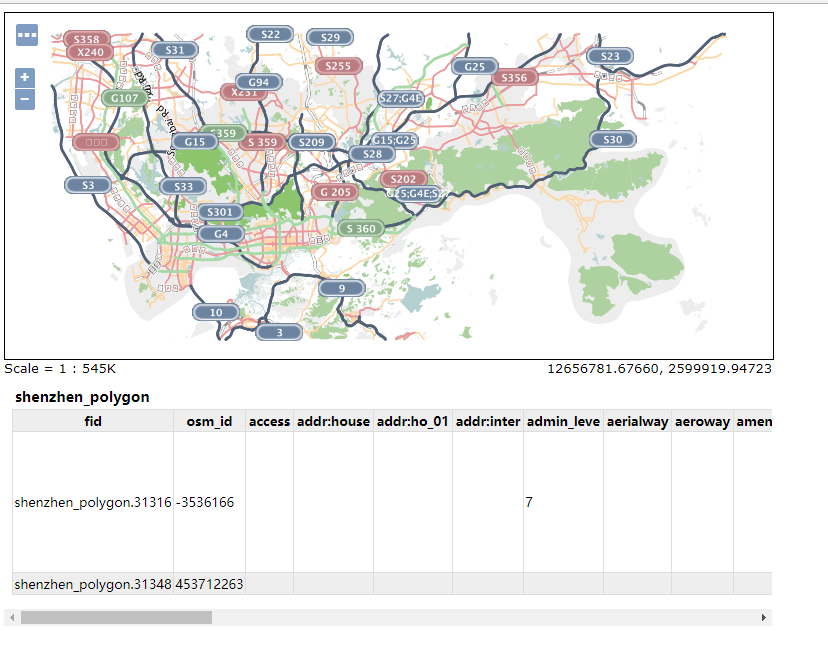 S22
S29
S358
X240
S31
S23
S255
G25
S356
G94
X251
G107
S27;G4E
S359
G15
S 359
S209
G15;G25
S30
S28
S3
S33
S202
G 205
G25;G4E;S2
S301
G4
S 360
9
10
3
+
−
Scale = 1 : 545K
12656781.67660, 2599919.94723
shenzhen_polygon
fid osm_id access addr:house addr:ho_01 addr:inter admin_leve aerialway aeroway amen
shenzhen_polygon.31316 -3536166 7
shenzhen_polygon.31348 453712263